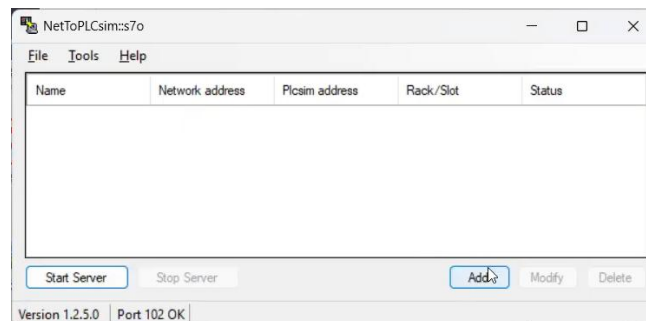 NetToPLCsim::s7o
File Tools Help
Name Network address Plcsim address Rack/Slot Status
Start Server Stop Server Add Modify Delete
Version 1.2.5.0 Port 102 OK